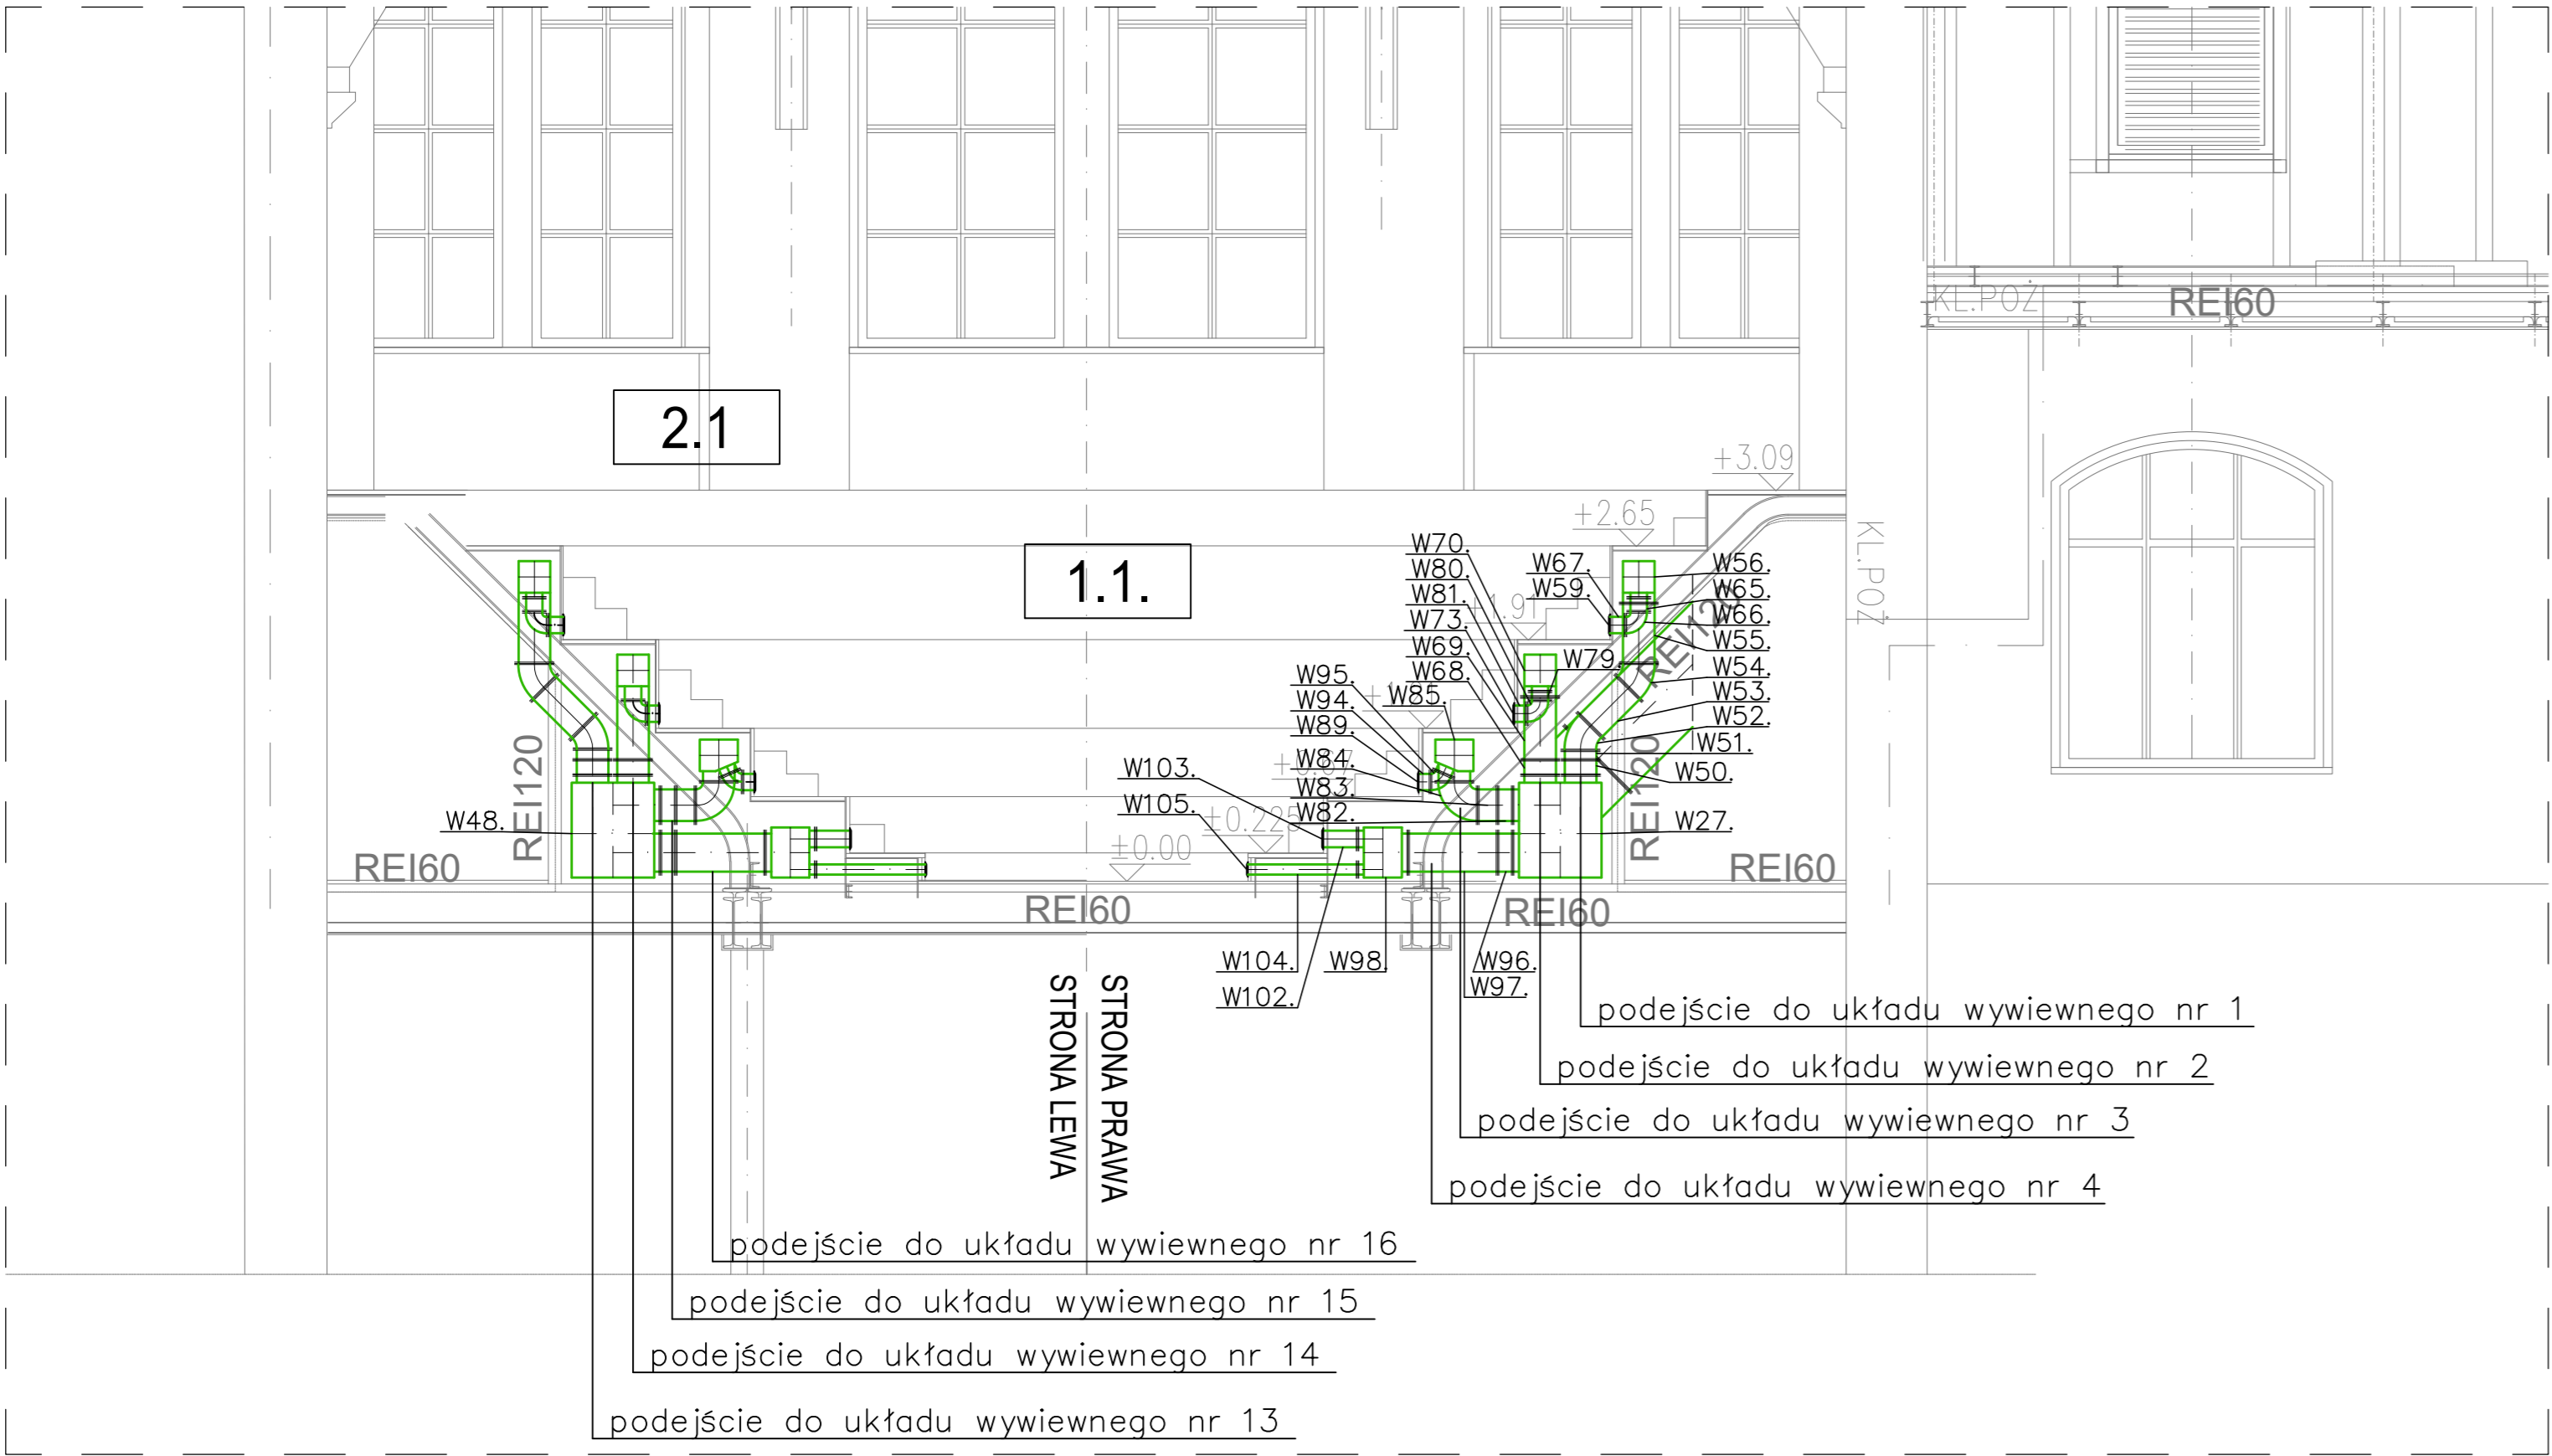 KL.POŻ
REI60
2.1
+3.09
+2.65
KL.POŻ
1.1.
W70.
W80.
W81.
W73.
W69.
W68.
W67.
W59.
W79.
W56.
W65.
W66.
W55.
W54.
W53.
W52.
W51.
W50.
W27.
REI120
REI120
REI120
W95.
W94.
W89.
W84.
W83.
W82.
W85.
W103.
W105.
±0.225
±0.00
W48.
REI60
REI60
REI60
REI60
W104.
W102.
W98.
W96.
W97.
STRONA LEWA
STRONA PRAWA
podejście do układu wywiewnego nr 1
podejście do układu wywiewnego nr 2
podejście do układu wywiewnego nr 3
podejście do układu wywiewnego nr 4
podejście do układu wywiewnego nr 16
podejście do układu wywiewnego nr 15
podejście do układu wywiewnego nr 14
podejście do układu wywiewnego nr 13